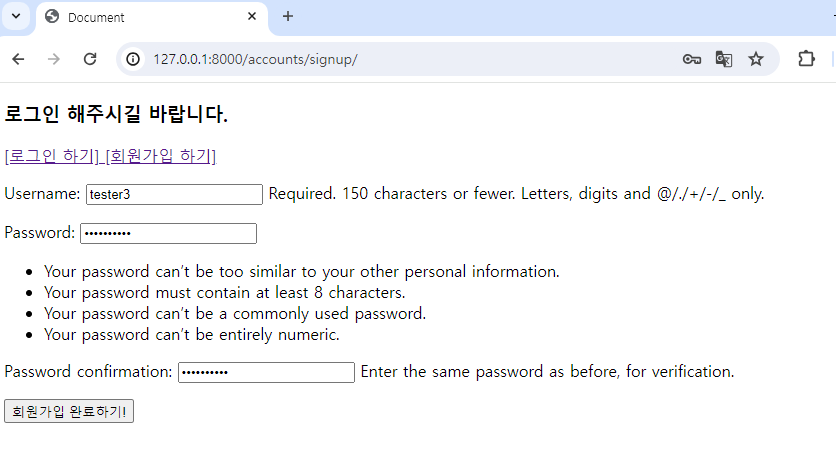 Document
127.0.0.1:8000/accounts/signup/
로그인 해주시길 바랍니다.
[로그인 하기] [회원가입 하기]
Username: tester3 Required. 150 characters or fewer. Letters, digits and @/./+/-/_ only.
Password: ••••••••••
Your password can't be too similar to your other personal information.
Your password must contain at least 8 characters.
Your password can't be a commonly used password.
Your password can't be entirely numeric.
Password confirmation: •••••••••• Enter the same password as before, for verification.
회원가입 완료하기!